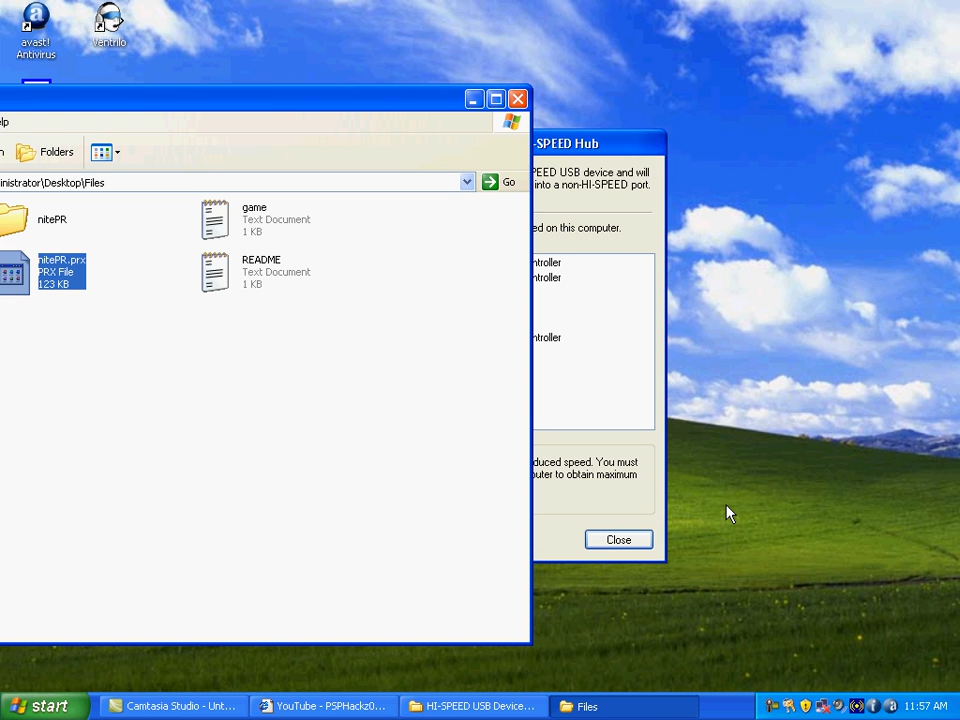 avast!
Antivirus
Ventrilo
elp
n
Folders
inistrator\Desktop\Files
Go
nitePR
game
Text Document
1 KB
nitePR.prx
PRX File
123 KB
README
Text Document
1 KB
-SPEED Hub
PEED USB device and will
into a non-HI-SPEED port.
ed on this computer.
ntroller
ntroller
ntroller
duced speed. You must
puter to obtain maximum
Close
start
Camtasia Studio - Unt...
YouTube - PSPHackz0...
HI-SPEED USB Device...
Files
11:57 AM